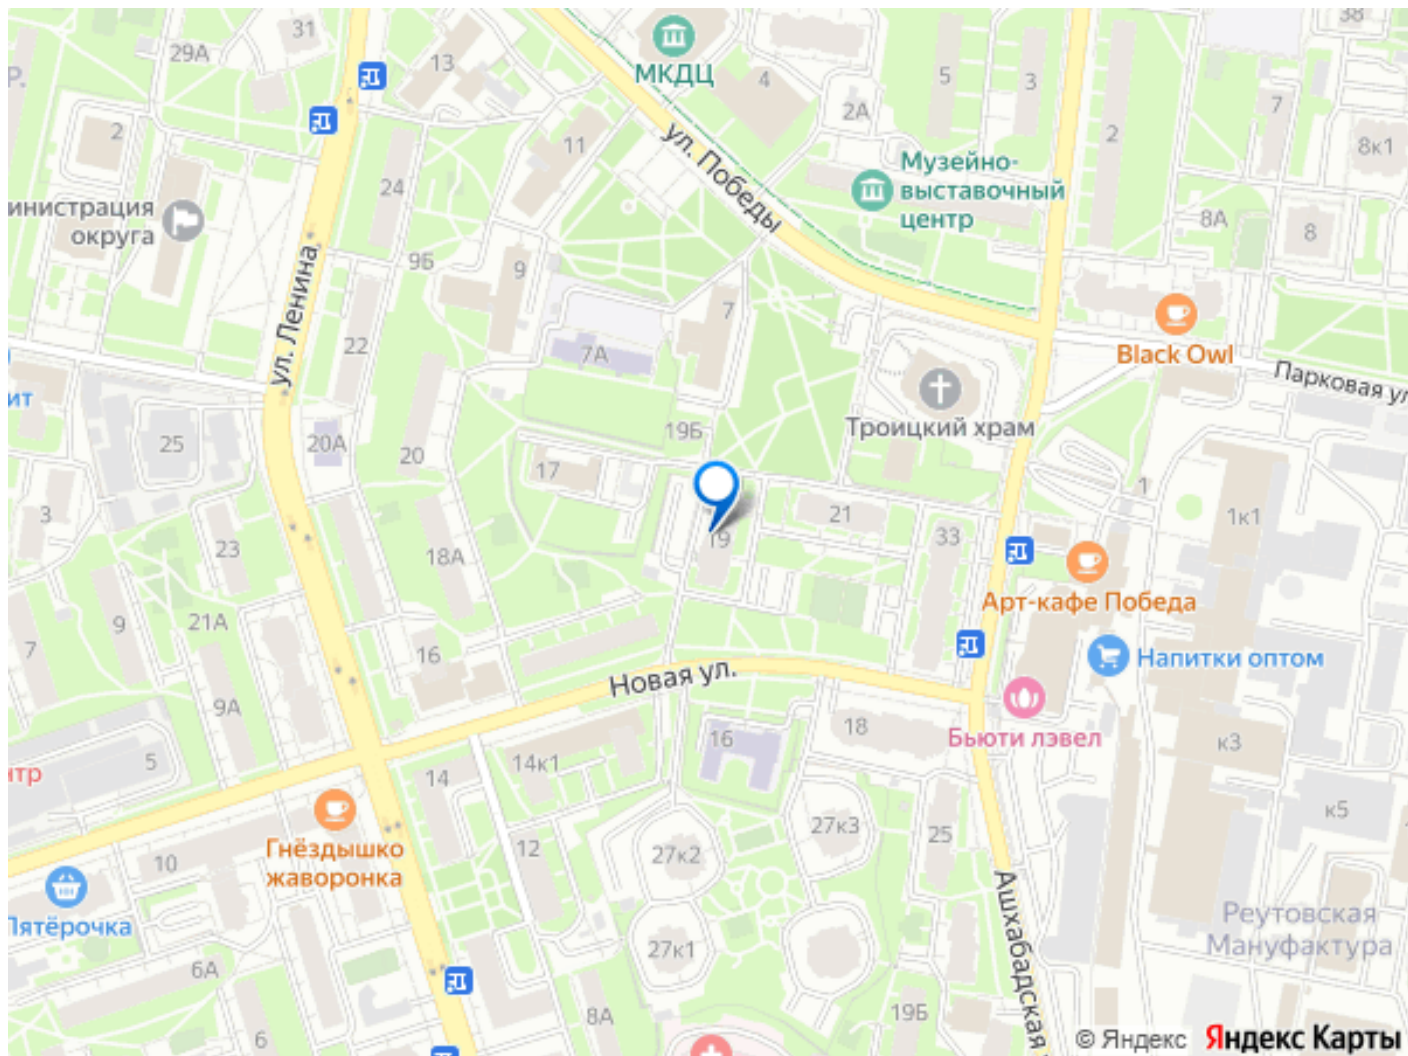 31
29А
13
МКДЦ
4
5
3
38
Р.
2
11
2А
2
7
8к1
ул. Победы
Музейно-
выставочный
центр
24
инистрация
округа
8А
8
9Б
9
ул. Ленина
7
22
7А
Black Owl
Парковая ул
ит
Троицкий храм
25
20А
20
19Б
17
1
3
19
21
33
1к1
23
18А
Арт-кафе Победа
9
21А
7
16
Напитки оптом
Новая ул.
9А
16
18
Бьюти лэвел
к3
5
нтр
14
14к1
к5
27к3
25
Гнёздышко
жаворонка
10
12
27к2
Пятёрочка
Ашхабадская
Реутовская
Мануфактура
27к1
6А
8А
19Б
6
© Яндекс Яндекс Карты